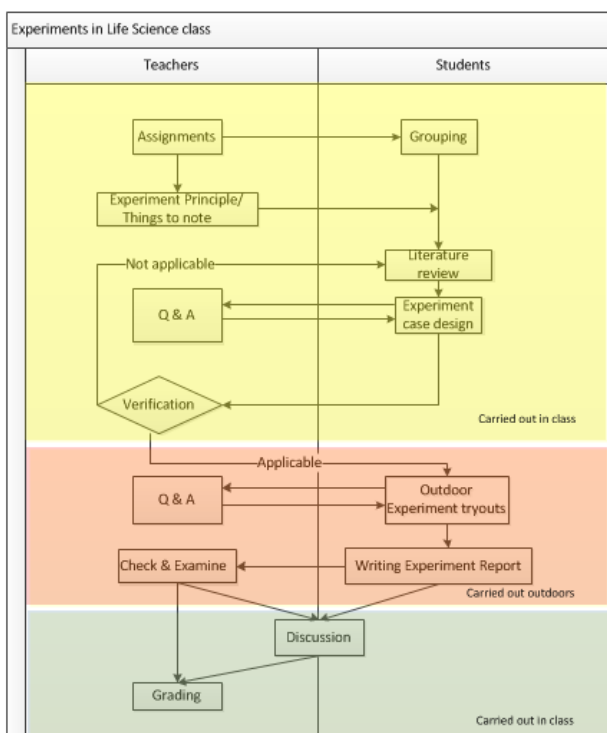 Experiments in Life Science class
Teachers
Students
Assignments
Grouping
Experiment Principle/
Things to note
Literature
review
Not applicable
Q & A
Experiment
case design
Verification
Carried out in class
Applicable
Q & A
Outdoor
Experiment tryouts
Check & Examine
Writing Experiment Report
Carried out outdoors
Discussion
Grading
Carried out in class